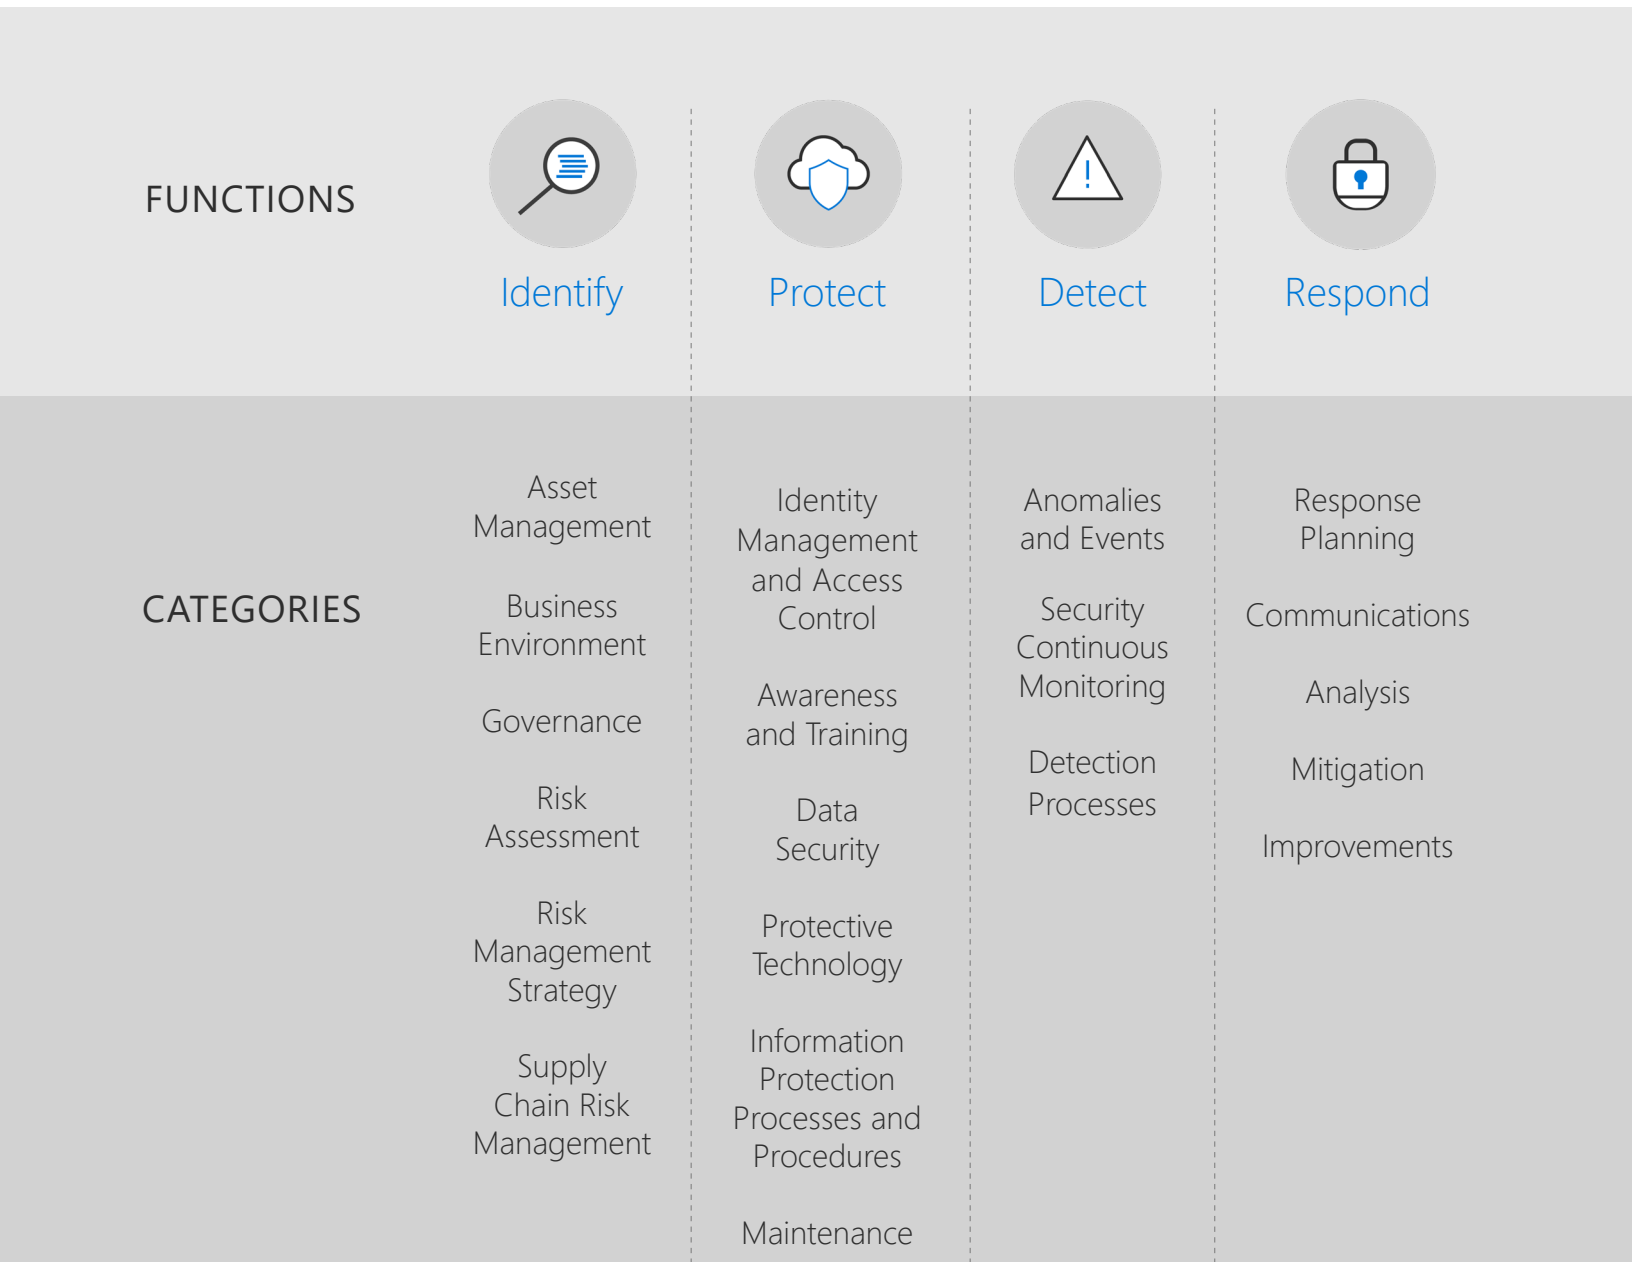 FUNCTIONS
Identify
Protect
Detect
Respond
CATEGORIES
Asset
Management
Business
Environment
Governance
Risk
Assessment
Risk
Management
Strategy
Supply
Chain Risk
Management
Identity
Management
and Access
Control
Awareness
and Training
Data
Security
Protective
Technology
Information
Protection
Processes and
Procedures
Maintenance
Anomalies
and Events
Security
Continuous
Monitoring
Detection
Processes
Response
Planning
Communications
Analysis
Mitigation
Improvements